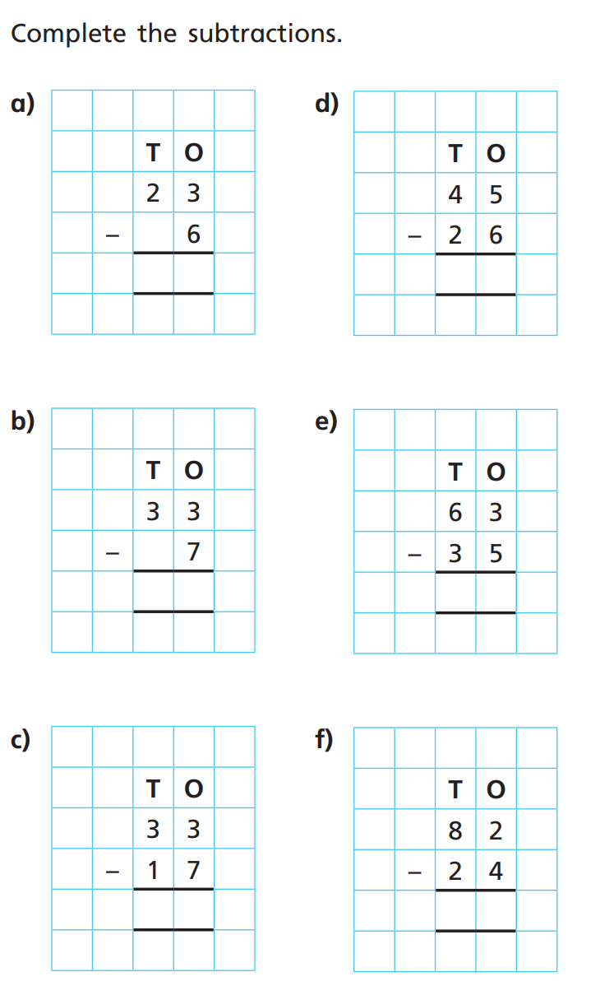 Complete the subtractions.
a)
T O
2 3
– 6
b)
T O
3 3
– 7
c)
T O
3 3
– 1 7
d)
T O
4 5
– 2 6
e)
T O
6 3
– 3 5
f)
T O
8 2
– 2 4